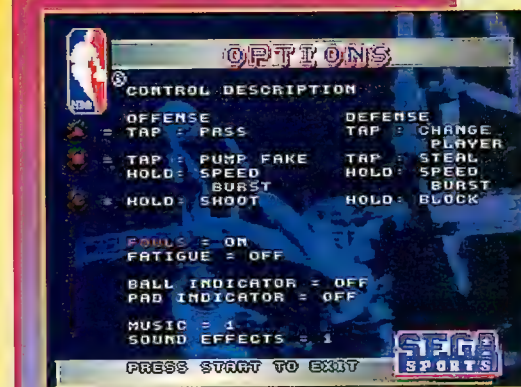 OPTIONS
NBA
®
CONTROL DESCRIPTION
OFFENSE DEFENSE
= TAP : PASS TAP : CHANGE PLAYER
= TAP : PUMP FAKE TAP : STEAL
HOLD: SPEED BURST HOLD: SPEED BURST
= HOLD: SHOOT HOLD: BLOCK
FOULS = ON
FATIGUE = OFF
BALL INDICATOR = OFF
PAD INDICATOR = OFF
MUSIC = 1
SOUND EFFECTS = 1
PRESS START TO EXIT
SEGA
SPORTS